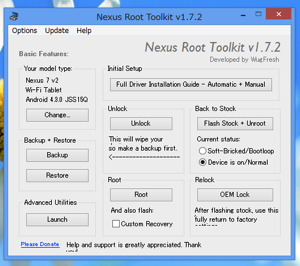 Nexus Root Toolkit v1.7.2
Options Update Help
Nexus Root Toolkit v1.7.2
Developed by WugFresh
Basic Features:
Your model type:
Nexus 7 v2
Wi-Fi Tablet
Android 4.3.0 JSS15Q
Change...
Initial Setup
Full Driver Installation Guide - Automatic + Manual
Unlock
Unlock
This will wipe your
so make a backup first.
<----------------------
Back to Stock
Flash Stock + Unroot
Current status:
Soft-Bricked/Bootloop
Device is on/Normal
Backup + Restore
Backup
Restore
Root
Root
And also flash:
Custom Recovery
Relock
OEM Lock
After flashing stock, use this
fully return to factory
Advanced Utilities
Launch
Please Donate Help and support is greatly appreciated. Thank